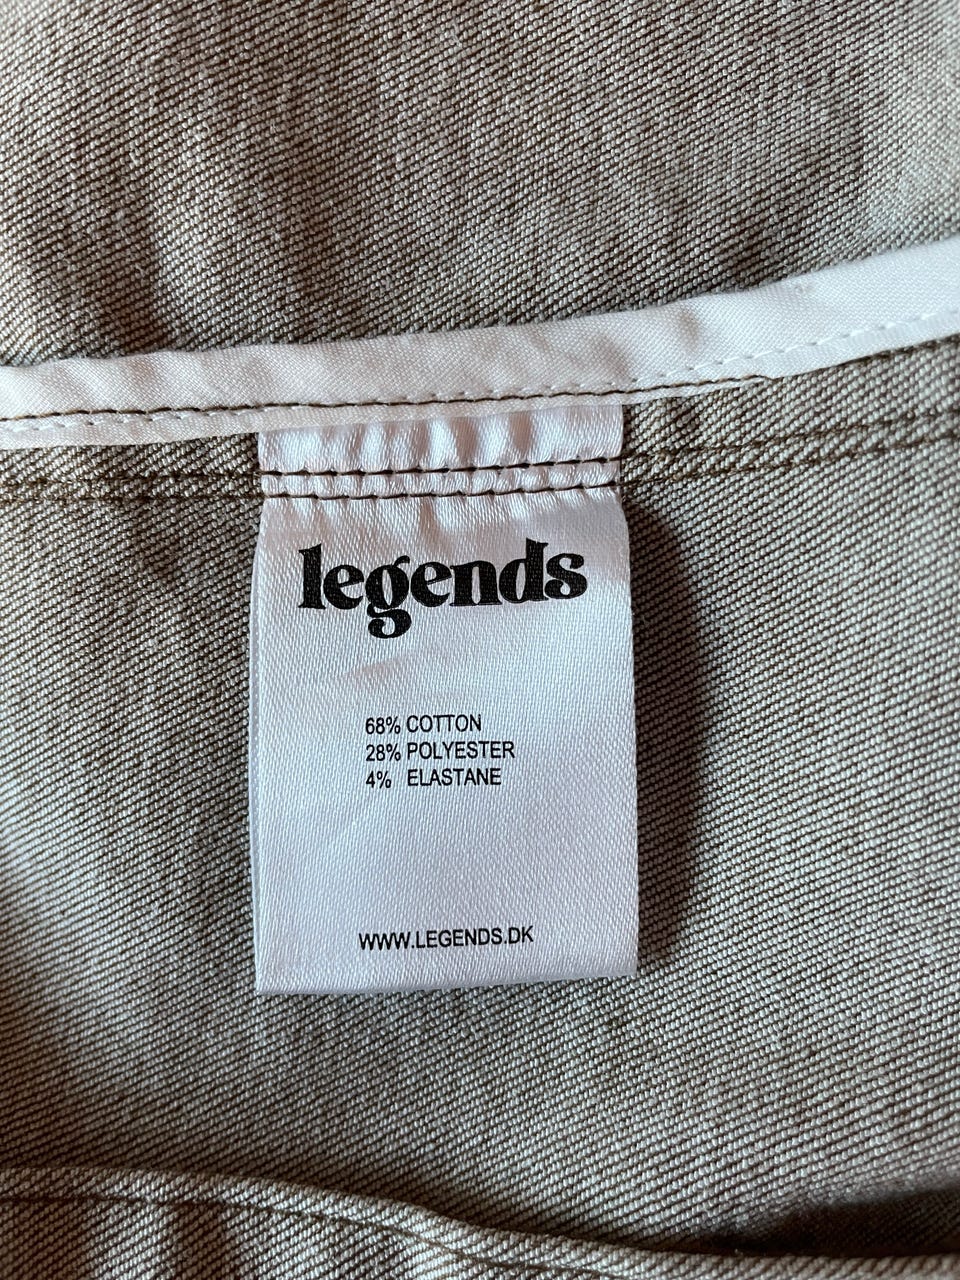 legends
68% COTTON
28% POLYESTER
4% ELASTANE
WWW.LEGENDS.DK